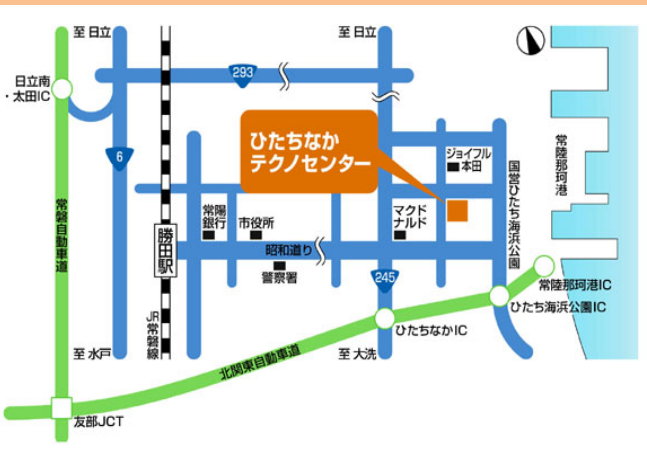 至 日立
至 日立
日立南
・太田IC
293
ひたちなか
テクノセンター
6
ジョイフル
本田
常陸那珂港
国営ひたち海浜公園
常磐自動車道
常陽
銀行
市役所
マクド
ナルド
勝田駅
昭和通り
警察署
245
常陸那珂港IC
ひたち海浜公園IC
ひたちなかIC
JR
常磐線
至 水戸
至 大洗
北関東自動車道
友部JCT